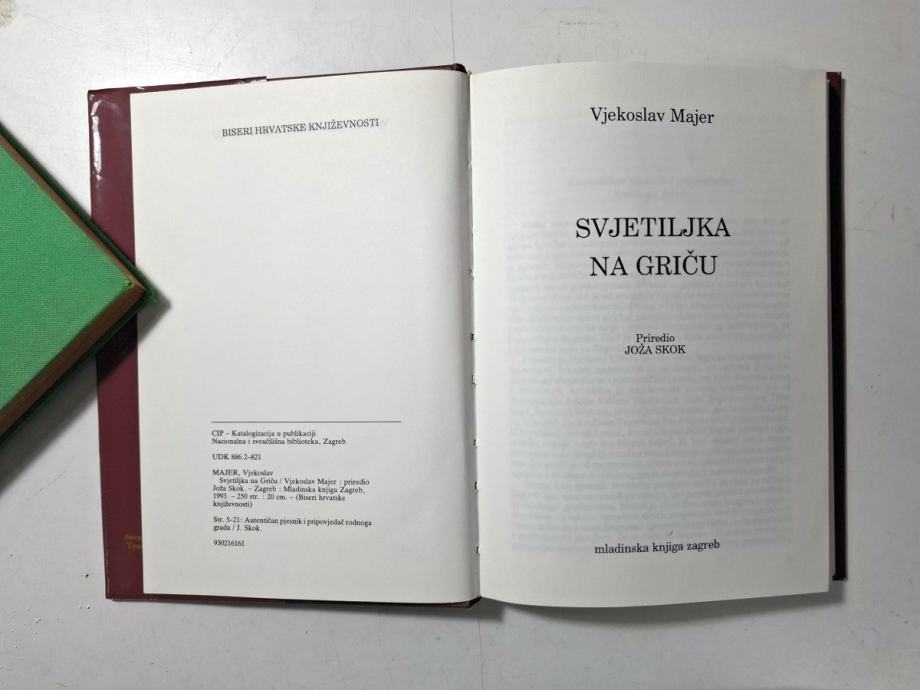 BISERI HRVATSKE KNJIŽEVNOSTI
CIP – Katalogizacija u publikaciji
Nacionalna i sveučilišna biblioteka, Zagreb
UDK 886.2–821
MAJER, Vjekoslav
Svjetiljka na Griču / Vjekoslav Majer : priredio
Joža Skok. – Zagreb : Mladinska knjiga Zagreb,
1993. – 250 str. : 20 cm. – (Biseri hrvatske
književnosti)
Str. 5–21: Autentičan pjesnik i pripovjedač rodnoga
grada / J. Skok.
930216161
Vjekoslav Majer
SVJETILJKA
NA GRIČU
Priredio
JOŽA SKOK
mladinska knjiga zagreb